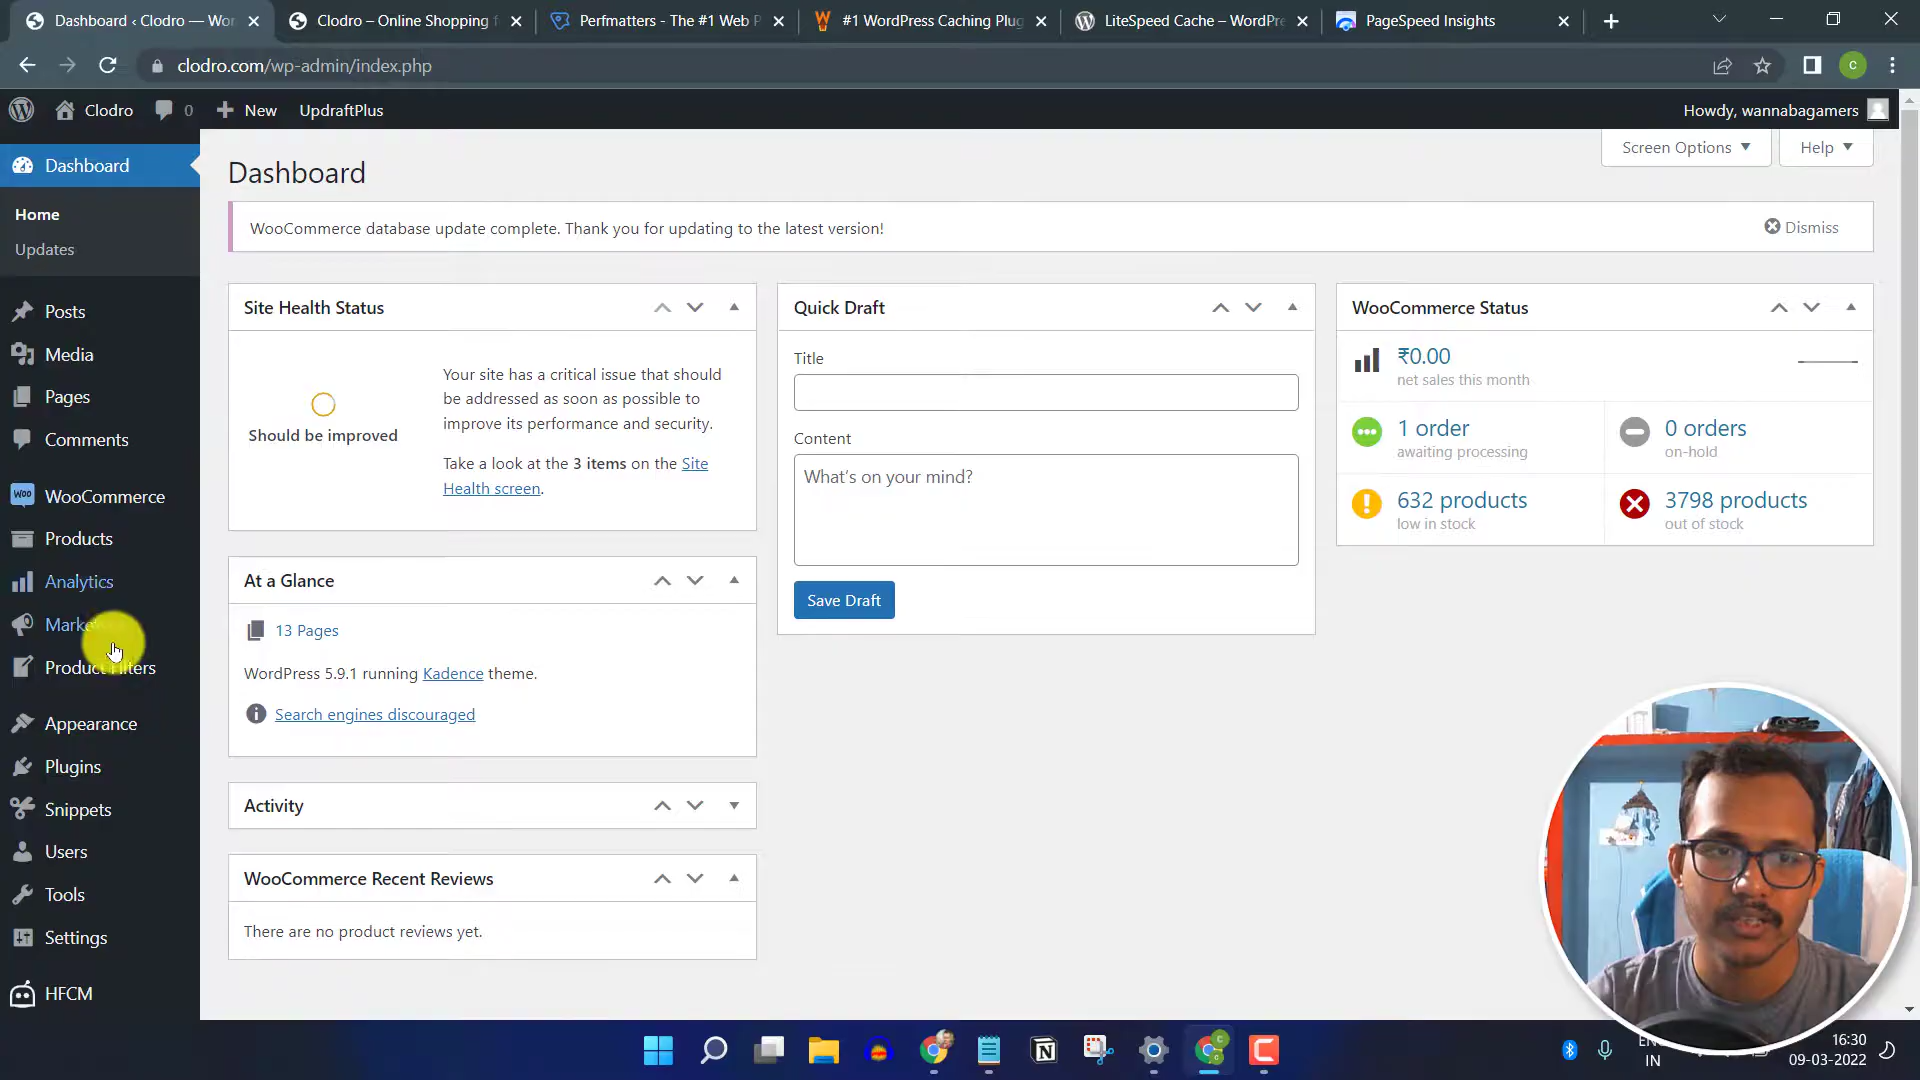 Dashboard ‹ Clodro — Wor
Clodro – Online Shopping f
Perfmatters - The #1 Web P
#1 WordPress Caching Plug
LiteSpeed Cache – WordPre
PageSpeed Insights
clodro.com/wp-admin/index.php
C
Clodro
0
New
UpdraftPlus
Howdy, wannabagamers
Dashboard
Home
Updates
Posts
Media
Pages
Comments
WooCommerce
Products
Analytics
Product Filters
Appearance
Plugins
Snippets
Users
Tools
Settings
HFCM
Screen Options
Help
Dashboard
WooCommerce database update complete. Thank you for updating to the latest version!
Dismiss
Site Health Status
Should be improved
Your site has a critical issue that should
be addressed as soon as possible to
improve its performance and security.
Take a look at the 3 items on the Site
Health screen.
At a Glance
13 Pages
WordPress 5.9.1 running Kadence theme.
Search engines discouraged
Activity
WooCommerce Recent Reviews
There are no product reviews yet.
Quick Draft
Title
Content
What's on your mind?
Save Draft
WooCommerce Status
₹0.00
net sales this month
1 order
awaiting processing
0 orders
on-hold
632 products
low in stock
3798 products
out of stock
IN
16:30
09-03-2022